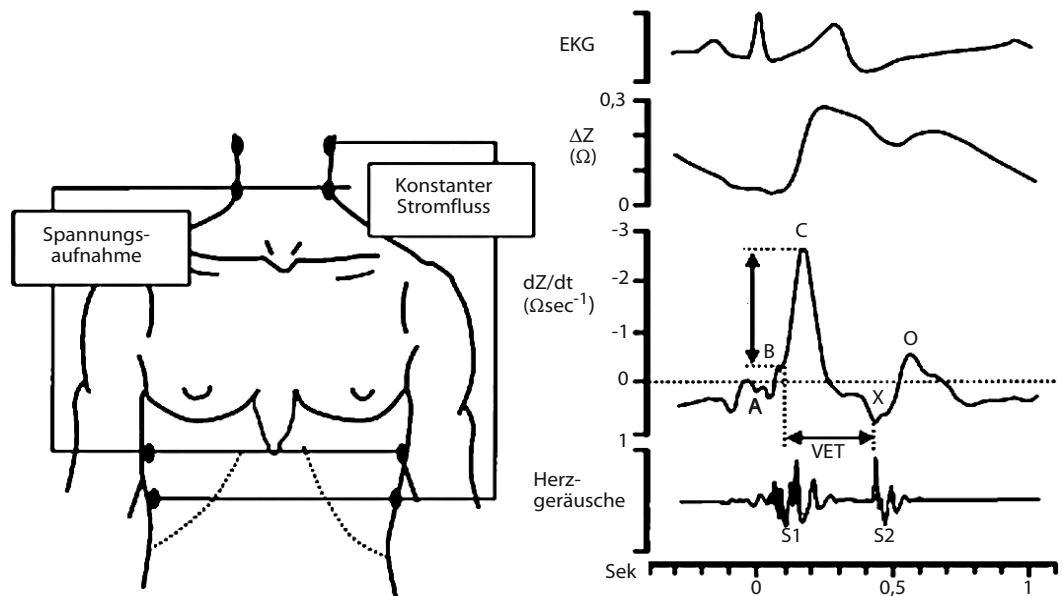 Spannungs-
aufnahme
Konstanter
Stromfluss
EKG
0,3
ΔZ
(Ω)
0
-3
C
-2
dZ/dt
(Ωsec-1)
-1
B
O
0
A
X
VET
1
Herz-
geräusche
S1
S2
Sek
0
0,5
1